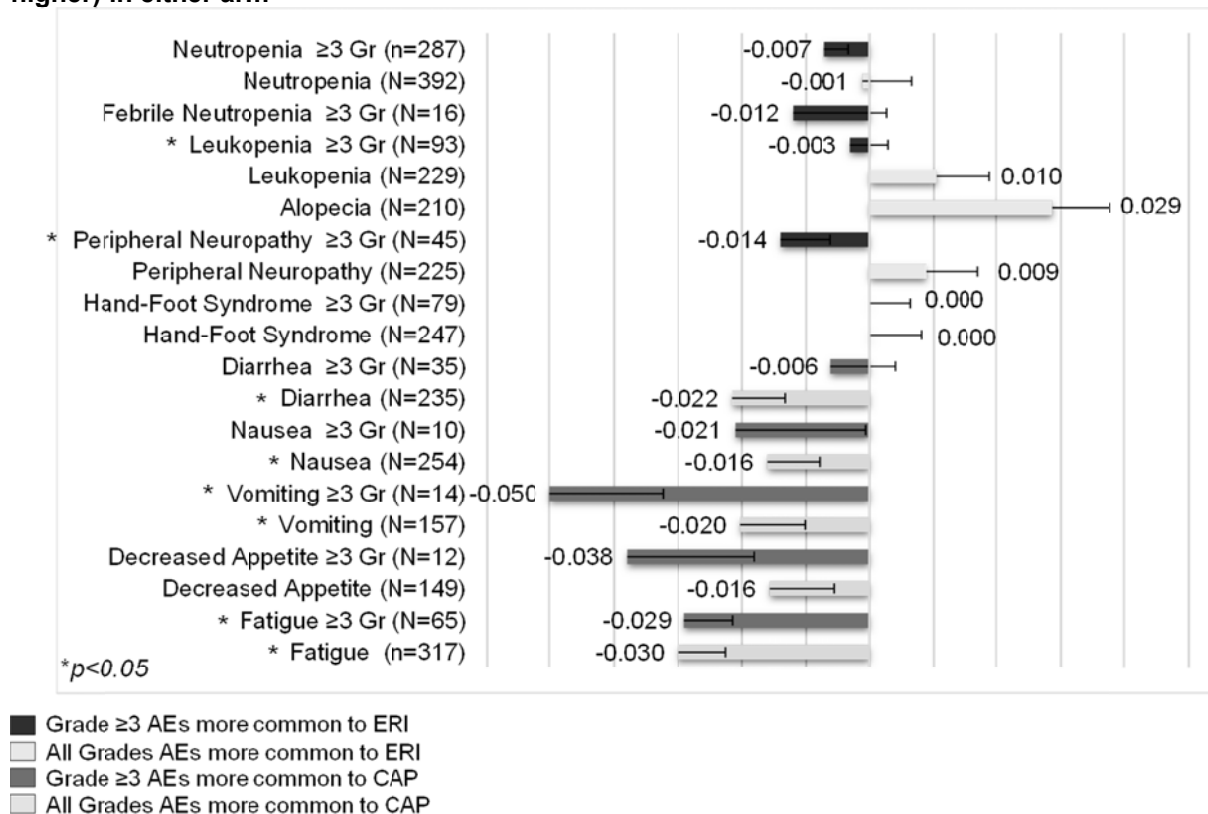 Neutropenia ≥3 Gr (n=287) -0.007
Neutropenia (N=392) -0.001
Febrile Neutropenia ≥3 Gr (N=16) -0.012
* Leukopenia ≥3 Gr (N=93) -0.003
Leukopenia (N=229) 0.010
Alopecia (N=210) 0.029
* Peripheral Neuropathy ≥3 Gr (N=45) -0.014
Peripheral Neuropathy (N=225) 0.009
Hand-Foot Syndrome ≥3 Gr (N=79) 0.000
Hand-Foot Syndrome (N=247) 0.000
Diarrhea ≥3 Gr (N=35) -0.006
* Diarrhea (N=235) -0.022
Nausea ≥3 Gr (N=10) -0.021
* Nausea (N=254) -0.016
* Vomiting ≥3 Gr (N=14) -0.050
* Vomiting (N=157) -0.020
Decreased Appetite ≥3 Gr (N=12) -0.038
Decreased Appetite (N=149) -0.016
* Fatigue ≥3 Gr (N=65) -0.029
* Fatigue (n=317) -0.030
*p<0.05
Grade ≥3 AEs more common to ERI
All Grades AEs more common to ERI
Grade ≥3 AEs more common to CAP
All Grades AEs more common to CAP